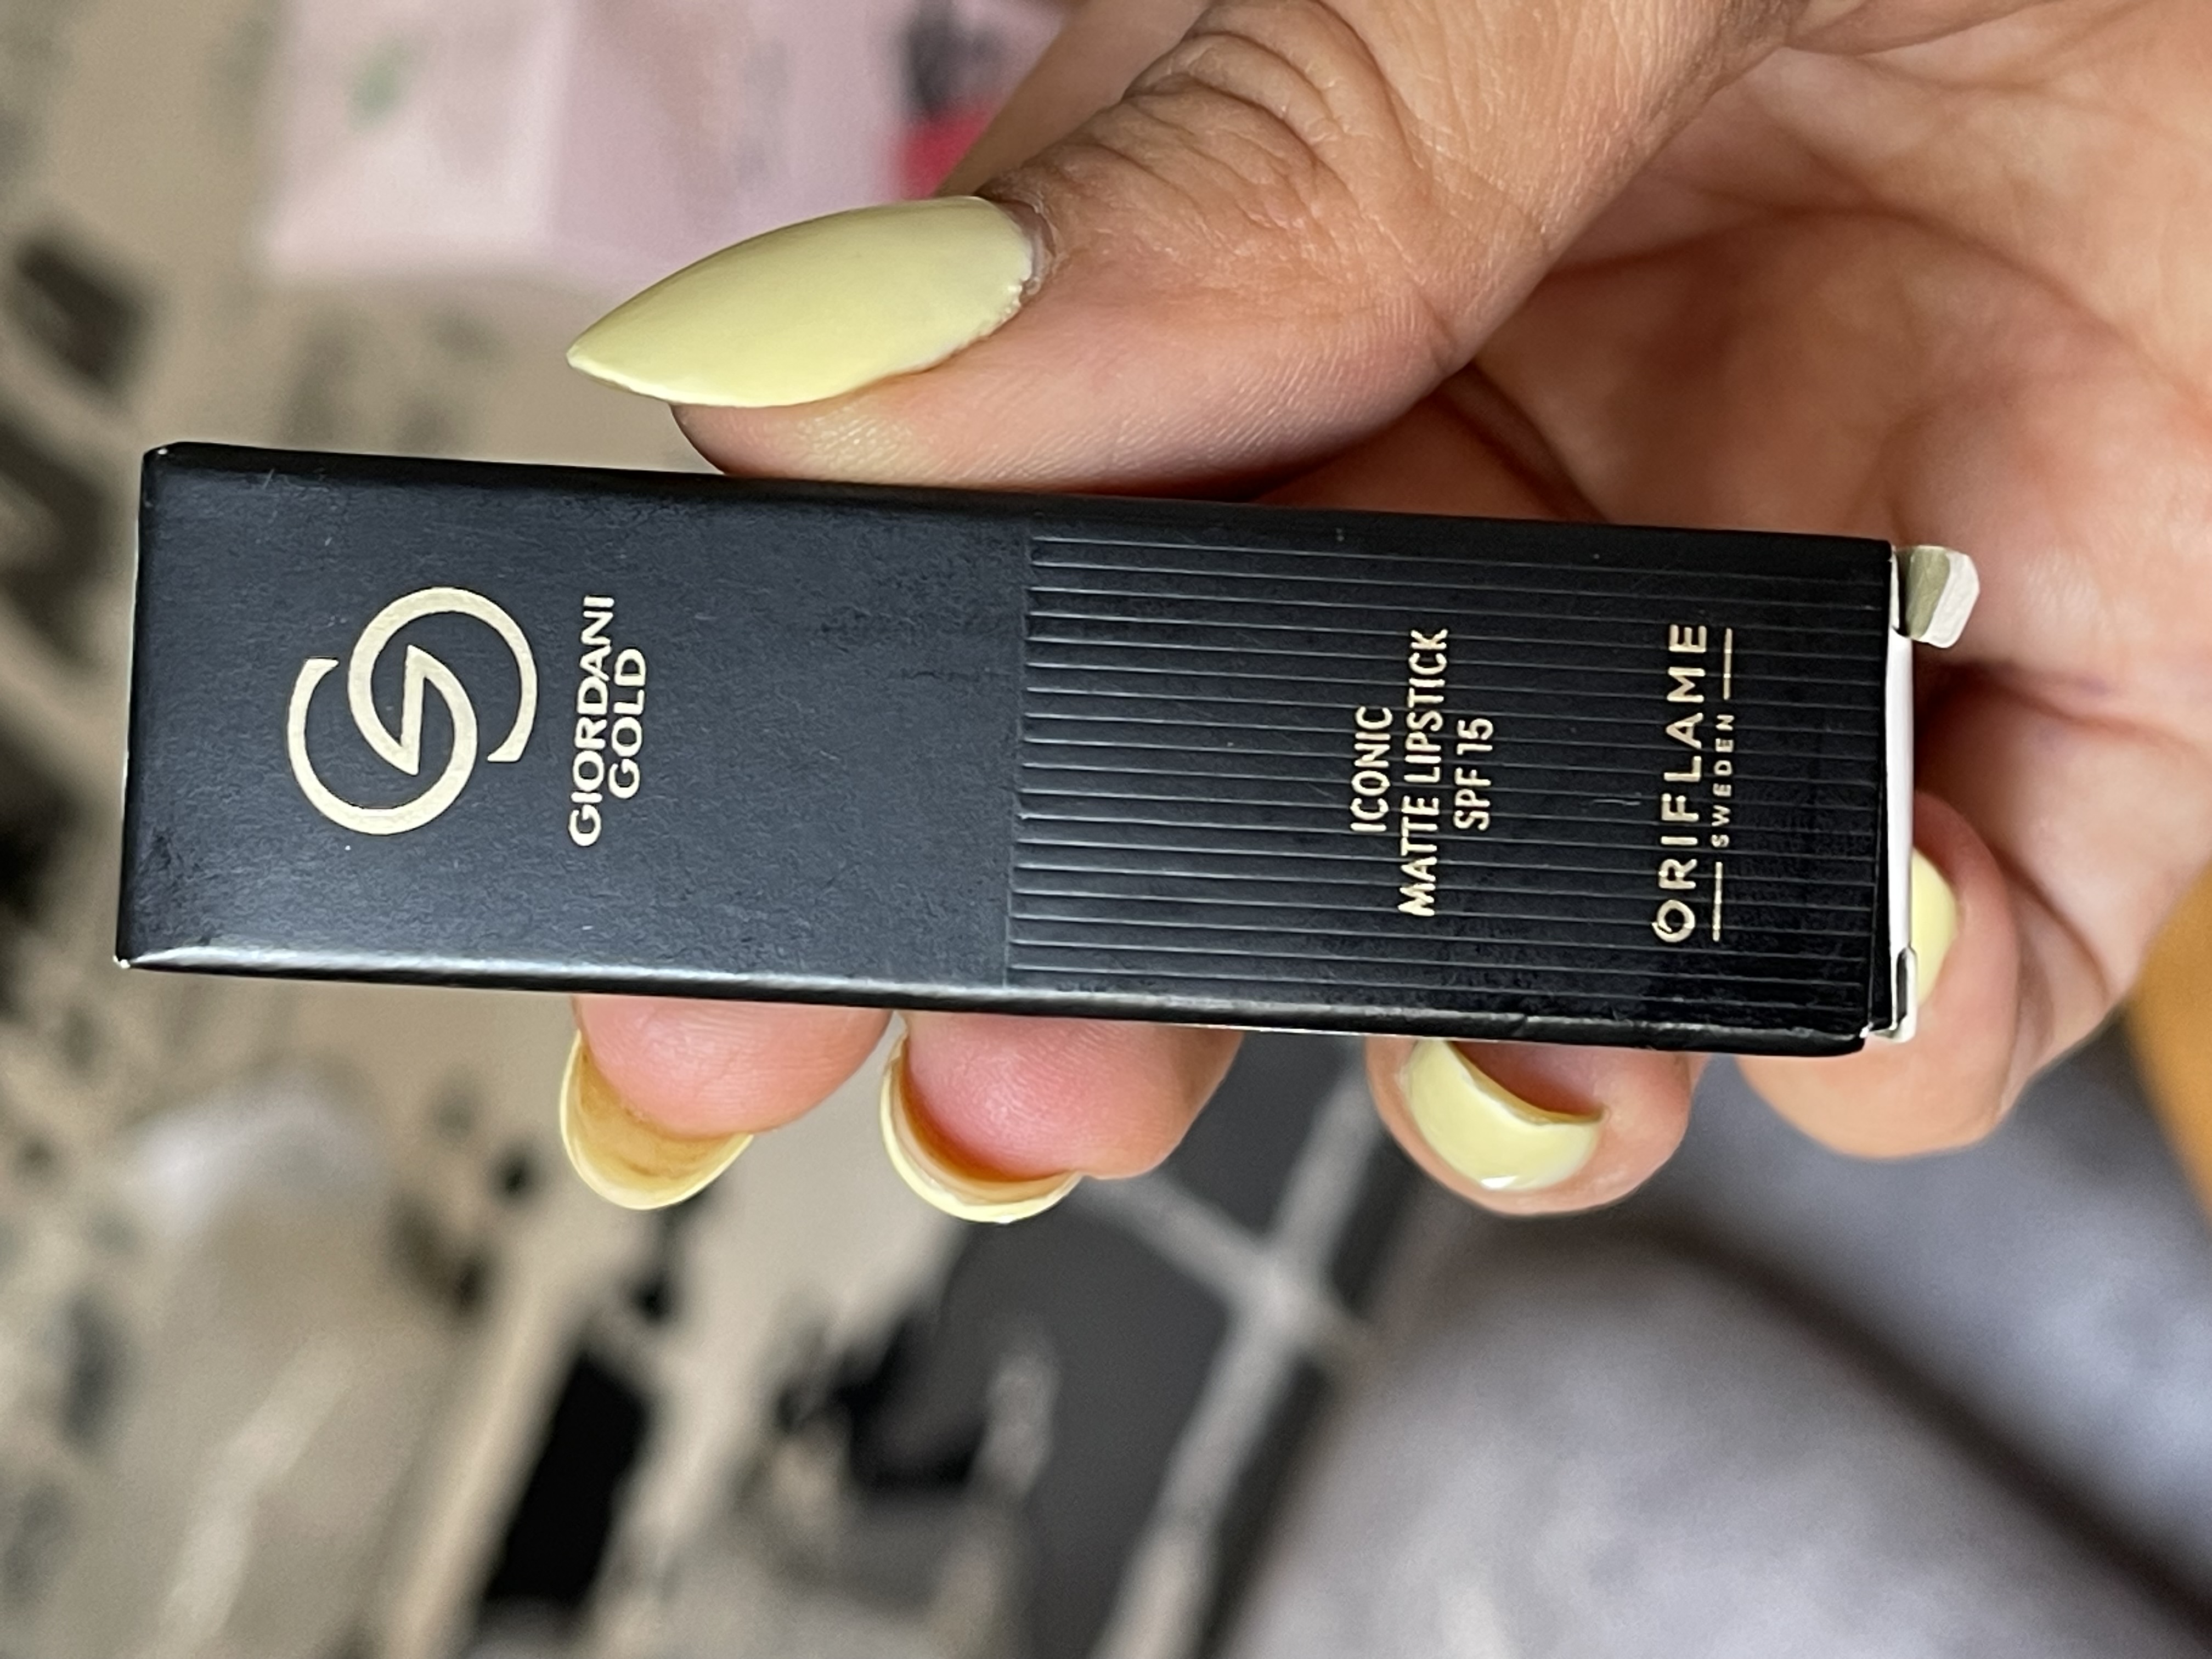 GIORDANI
GOLD
ICONIC
MATTE LIPSTICK
SPF 15
ORIFLAME
SWEDEN